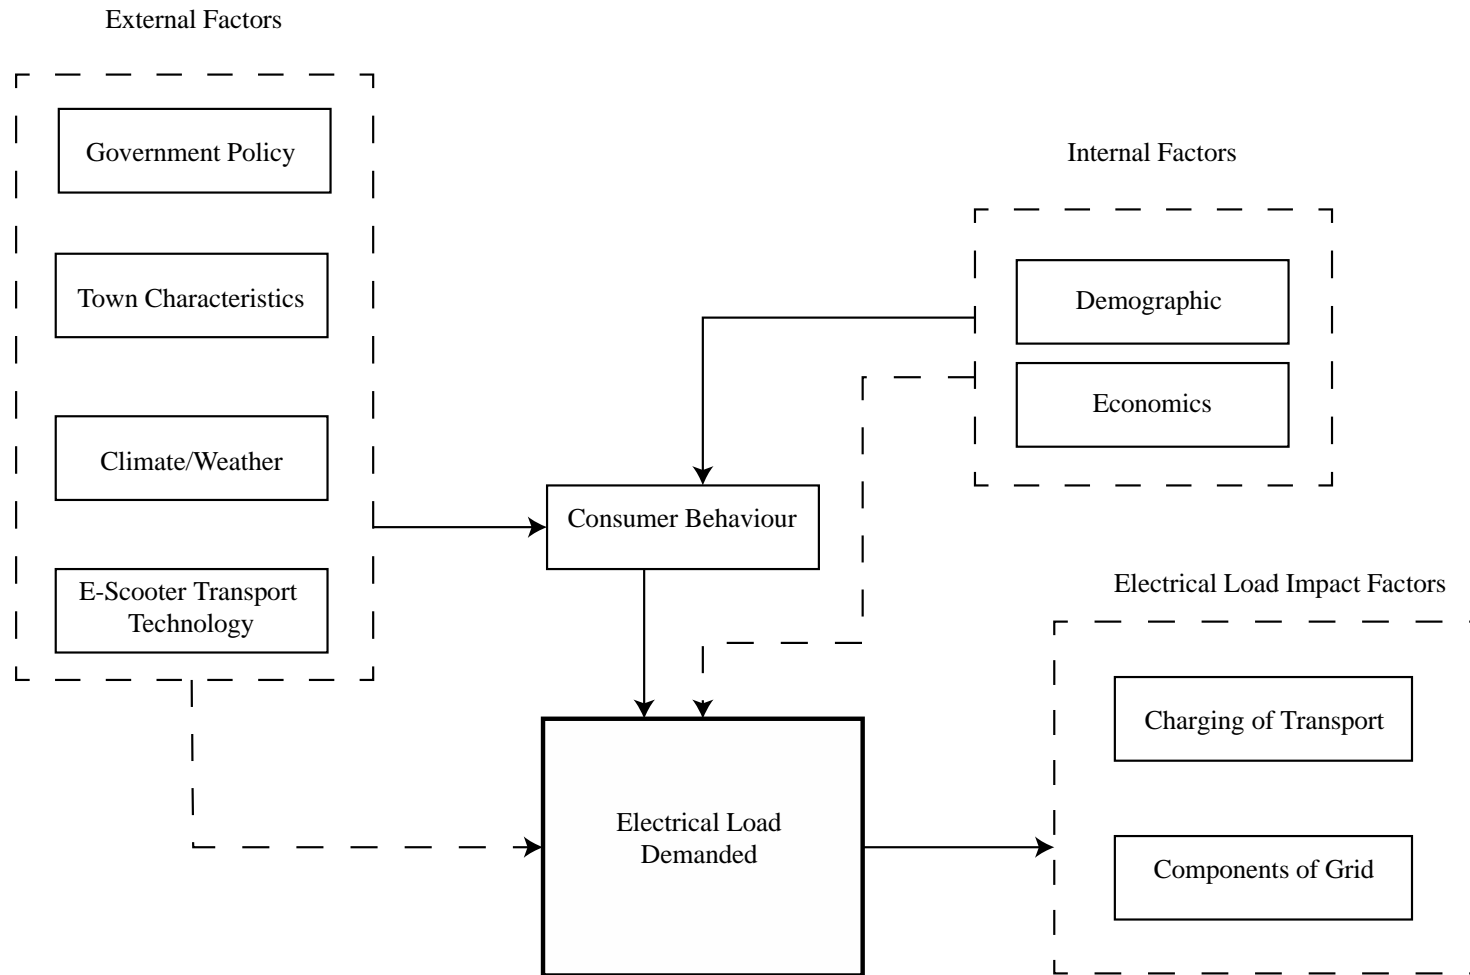 External Factors
Government Policy
Town Characteristics
Climate/Weather
E-Scooter Transport
Technology
Internal Factors
Demographic
Economics
Consumer Behaviour
Electrical Load
Demanded
Electrical Load Impact Factors
Charging of Transport
Components of Grid